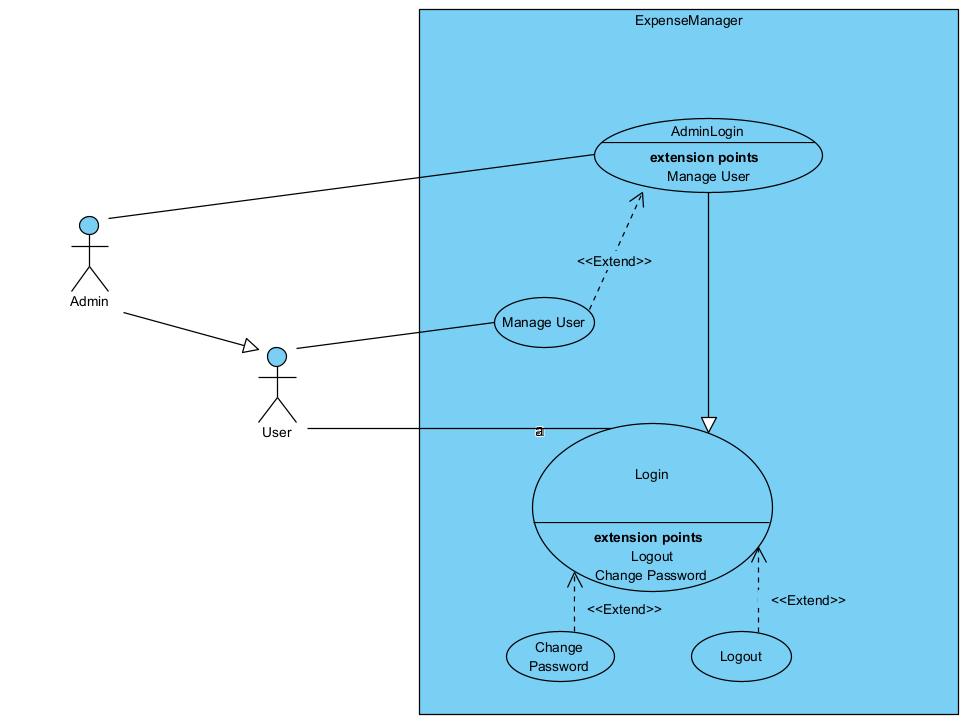 ExpenseManager
AdminLogin
extension points
Manage User
<<Extend>>
Admin
Manage User
User
a
Login
extension points
Logout
Change Password
<<Extend>>
<<Extend>>
Change
Password
Logout